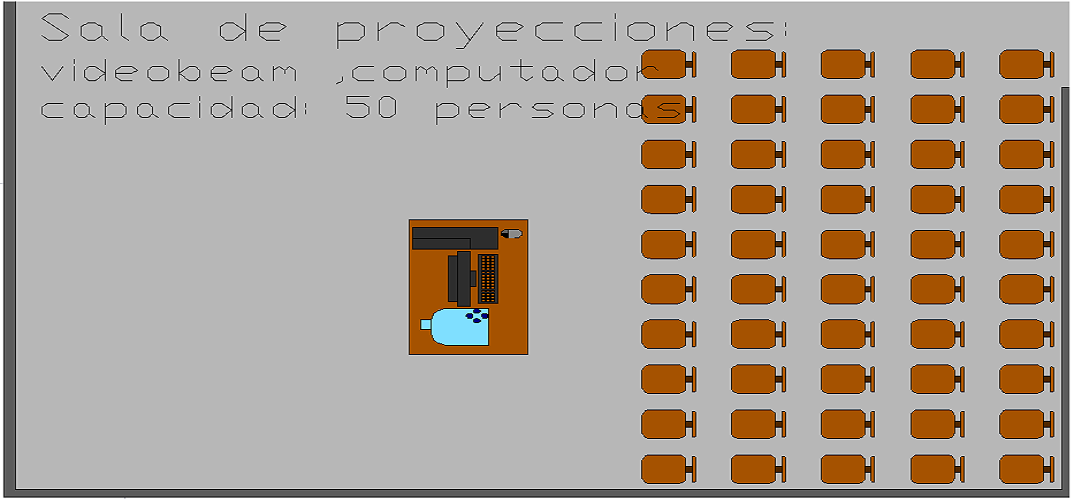 Sala de proyecciones:
videobeam ,computador
capacidad: 50 personas